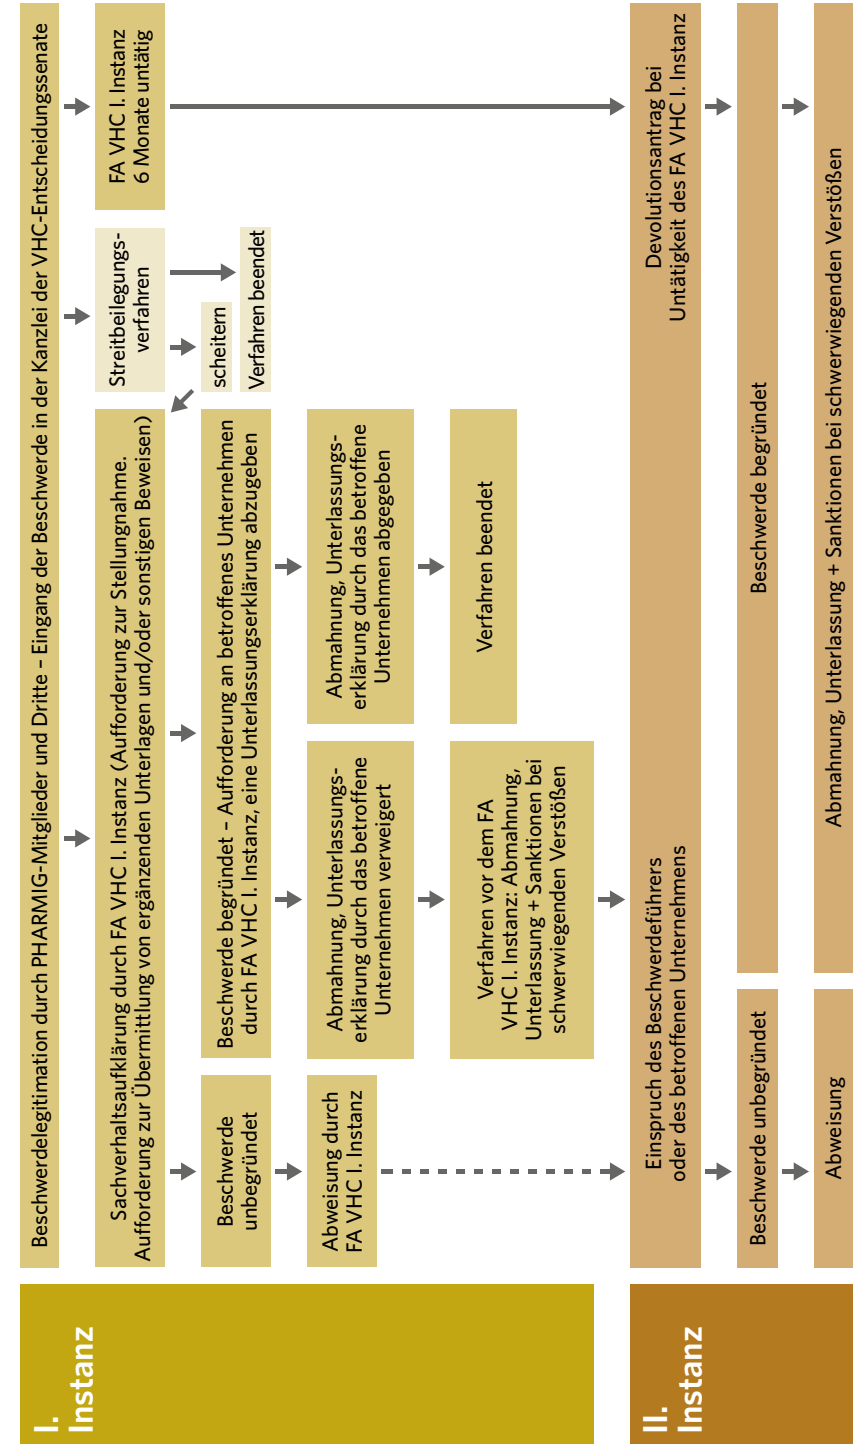 I.
Instanz
Beschwerdelegitimation durch PHARMIG-Mitglieder und Dritte – Eingang der Beschwerde in der Kanzlei der VHC-Entscheidungssenate
Sachverhaltsaufklärung durch FA VHC I. Instanz (Aufforderung zur Stellungnahme.
Aufforderung zur Übermittlung von ergänzenden Unterlagen und/oder sonstigen Beweisen)
Streitbeilegungs-
verfahren
FA VHC I. Instanz
6 Monate untätig
scheitern
Verfahren beendet
Beschwerde
unbegründet
Beschwerde begründet – Aufforderung an betroffenes Unternehmen
durch FA VHC I. Instanz, eine Unterlassungserklärung abzugeben
Abweisung durch
FA VHC I. Instanz
Abmahnung, Unterlassungs-
erklärung durch das betroffene
Unternehmen verweigert
Abmahnung, Unterlassungs-
erklärung durch das betroffene
Unternehmen abgegeben
Verfahren vor dem FA
VHC I. Instanz: Abmahnung,
Unterlassung + Sanktionen bei
schwerwiegenden Verstößen
Verfahren beendet
II.
Instanz
Einspruch des Beschwerdeführers
oder des betroffenen Unternehmens
Devolutionsantrag bei
Untätigkeit des FA VHC I. Instanz
Beschwerde unbegründet
Beschwerde begründet
Abweisung
Abmahnung, Unterlassung + Sanktionen bei schwerwiegenden Verstößen